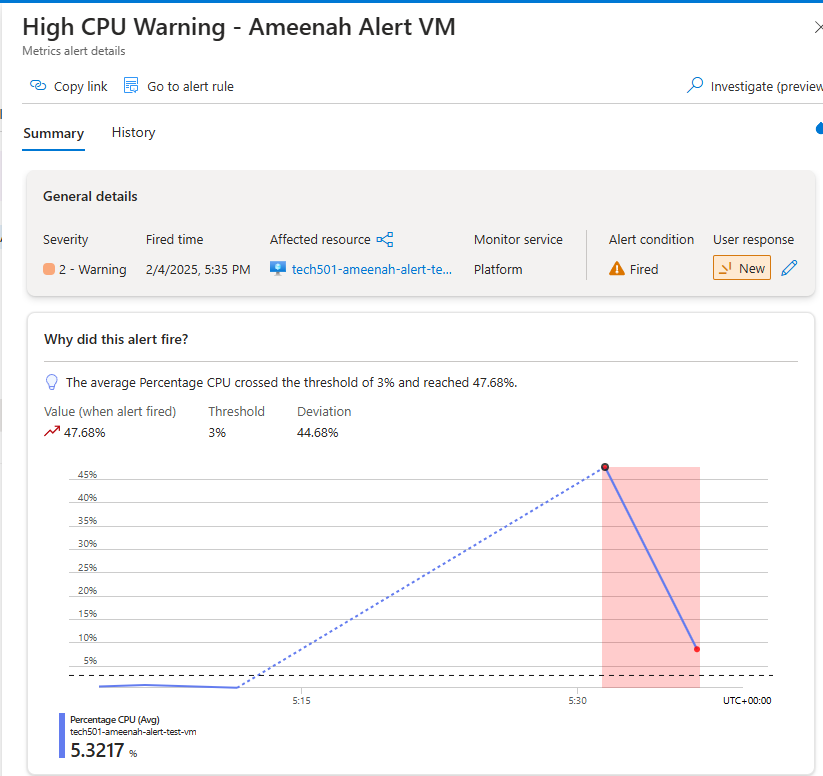 High CPU Warning - Ameenah Alert VM
Metrics alert details
Copy link Go to alert rule Investigate (preview
Summary History
General details
Severity Fired time Affected resource Monitor service Alert condition User response
2 - Warning 2/4/2025, 5:35 PM tech501-ameenah-alert-te... Platform Fired New
Why did this alert fire?
The average Percentage CPU crossed the threshold of 3% and reached 47.68%.
Value (when alert fired) Threshold Deviation
47.68% 3% 44.68%
45%
40%
35%
30%
25%
20%
15%
10%
5%
5:15 5:30 UTC+00:00
Percentage CPU (Avg)
tech501-ameenah-alert-test-vm
5.3217 %